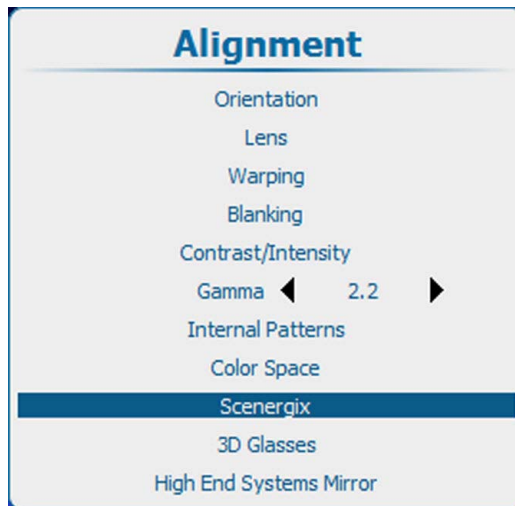 Alignment
Orientation
Lens
Warping
Blanking
Contrast/Intensity
Gamma 2.2
Internal Patterns
Color Space
Scenergix
3D Glasses
High End Systems Mirror